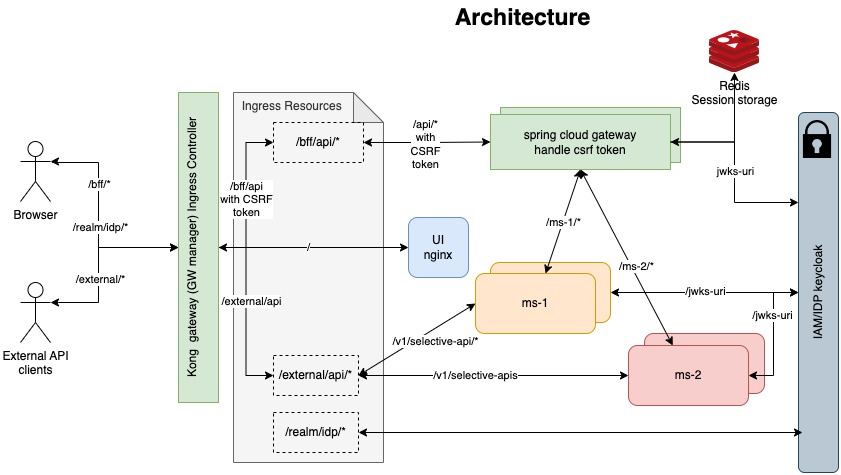 Architecture
Redis
Session storage
Ingress Resources
/bff/api/*
/api/*
with
CSRF
token
spring cloud gateway
handle csrf token
jwks-uri
Kong gateway (GW manager) Ingress Controller
Browser
/bff/*
/realm/idp/*
/external/*
External API
clients
/bff/api
with CSRF
token
/
UI
nginx
/ms-1/*
/ms-2/*
ms-1
/jwks-uri
/jwks-uri
IAM/IDP keycloak
/external/api
/v1/selective-api/*
/external/api/*
/v1/selective-apis
ms-2
/realm/idp/*